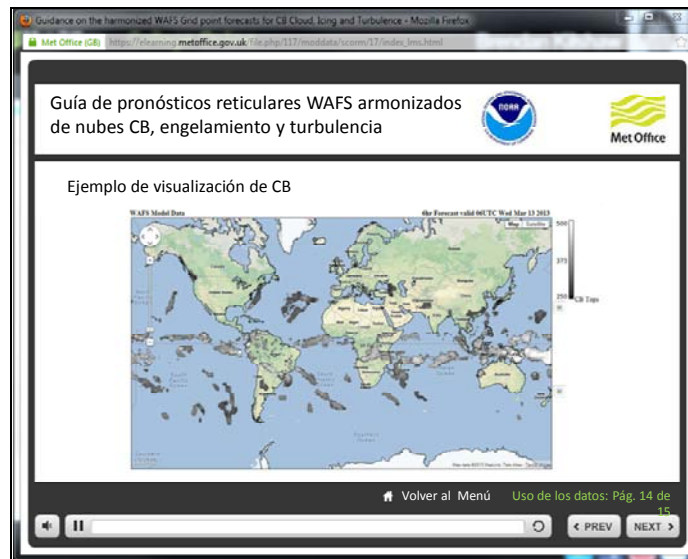 Guidance on the harmonized WAFS Grid point forecasts for CB Cloud, Icing and Turbulence - Mozilla Firefox
Met Office (GB) https://elearning.metoffice.gov.uk/file.php/117/moddata/scorm/17/index_lms.html
Guía de pronósticos reticulares WAFS armonizados
de nubes CB, engelamiento y turbulencia
NOAA
Met Office
Ejemplo de visualización de CB
WAFS Model Data
6hr Forecast valid 06UTC Wed Mar 13 2013
Map Satellite
500
375
250
CB Tops
Volver al Menú
Uso de los datos: Pág. 14 de
15
PREV
NEXT